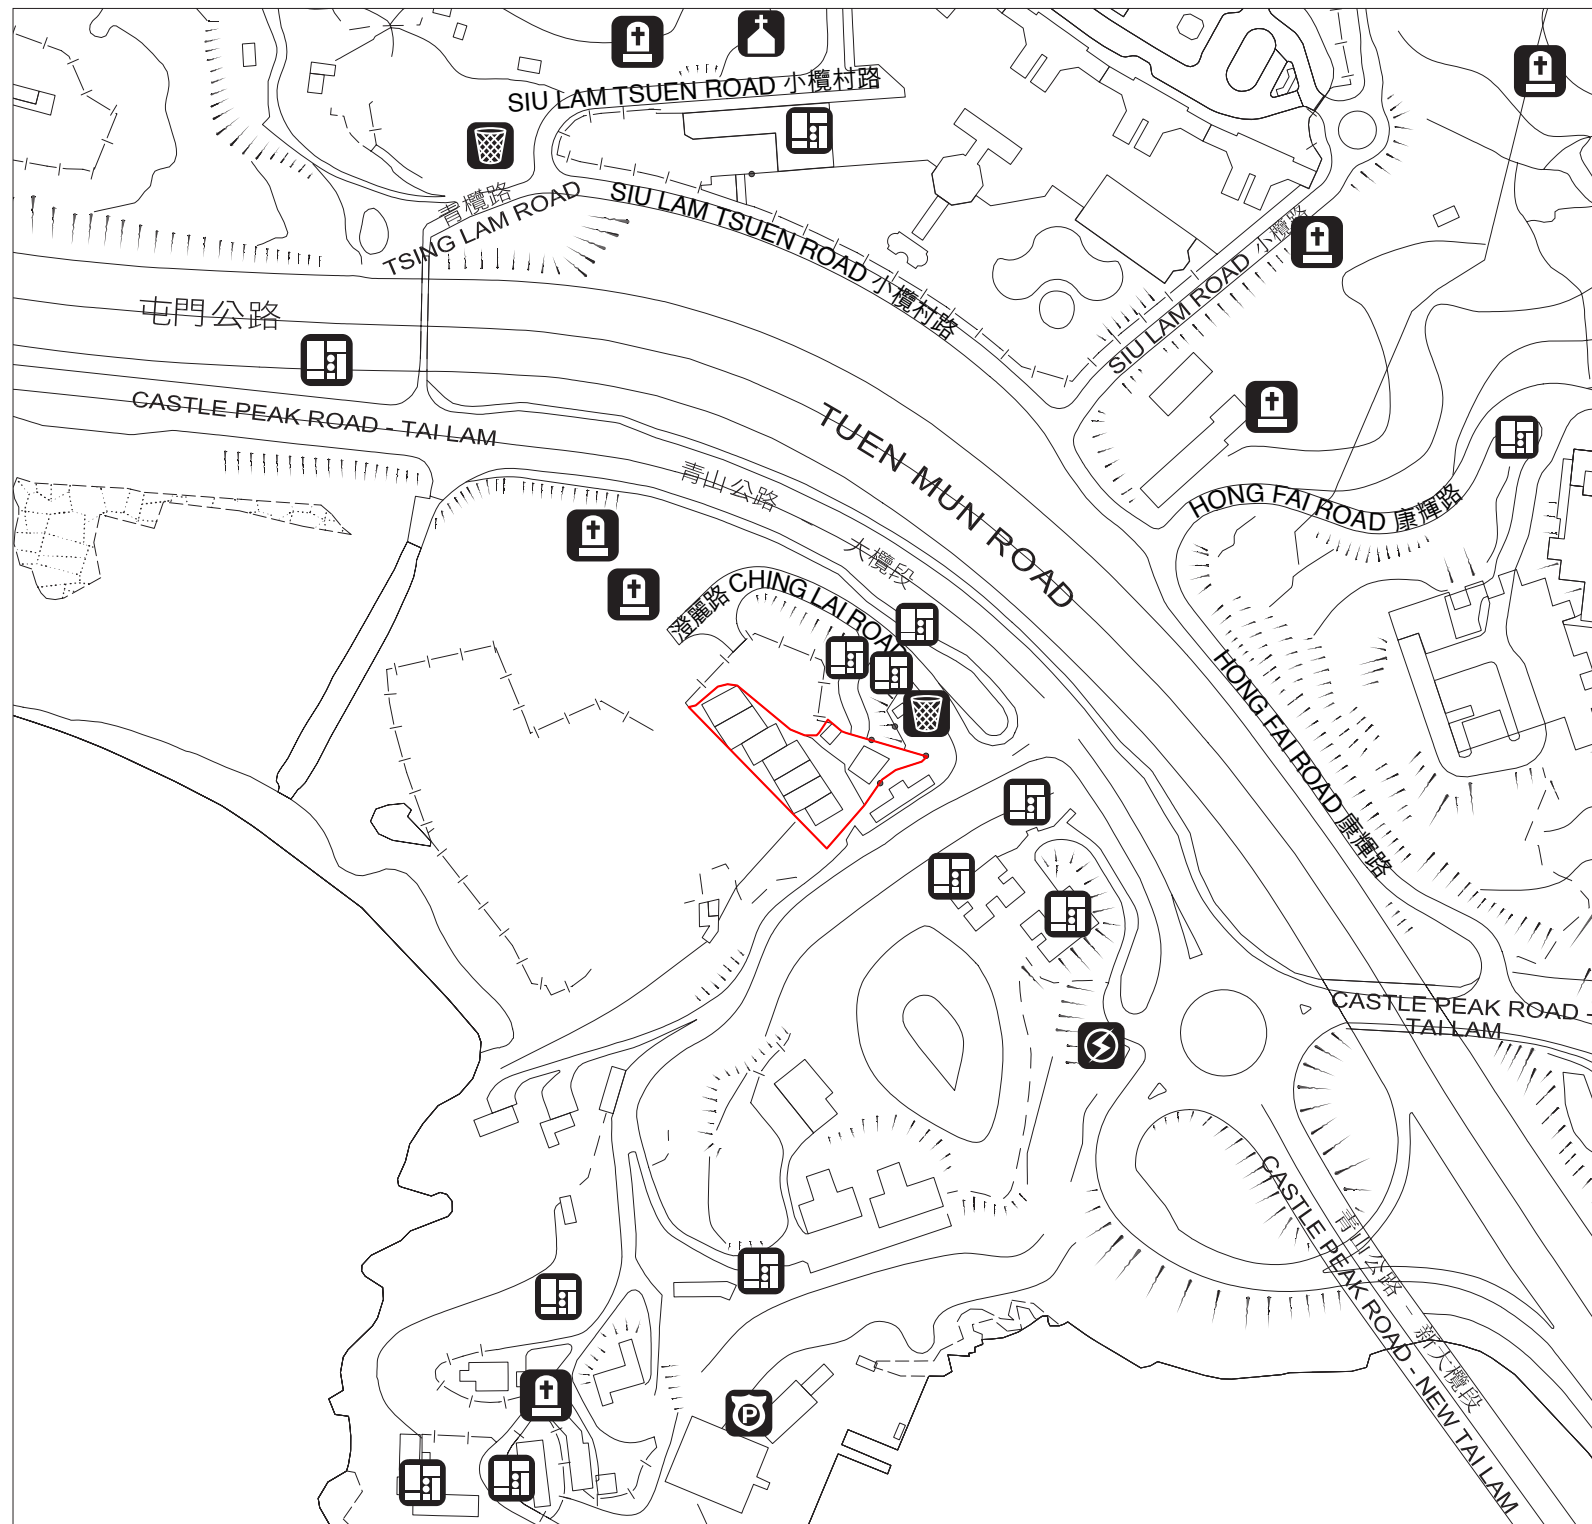 SIU LAM TSUEN ROAD 小欖村路
青欖路
TSING LAM ROAD
SIU LAM TSUEN ROAD 小欖村路
SIU LAM ROAD 小欖路
屯門公路
CASTLE PEAK ROAD - TAI LAM
TUEN MUN ROAD
青山公路
大欖段
HONG FAI ROAD 康輝路
澄麗路 CHING LAI ROAD
HONG FAI ROAD 康輝路
CASTLE PEAK ROAD -
TAI LAM
青山公路 - 新大欖段
CASTLE PEAK ROAD - NEW TAI LAM
P